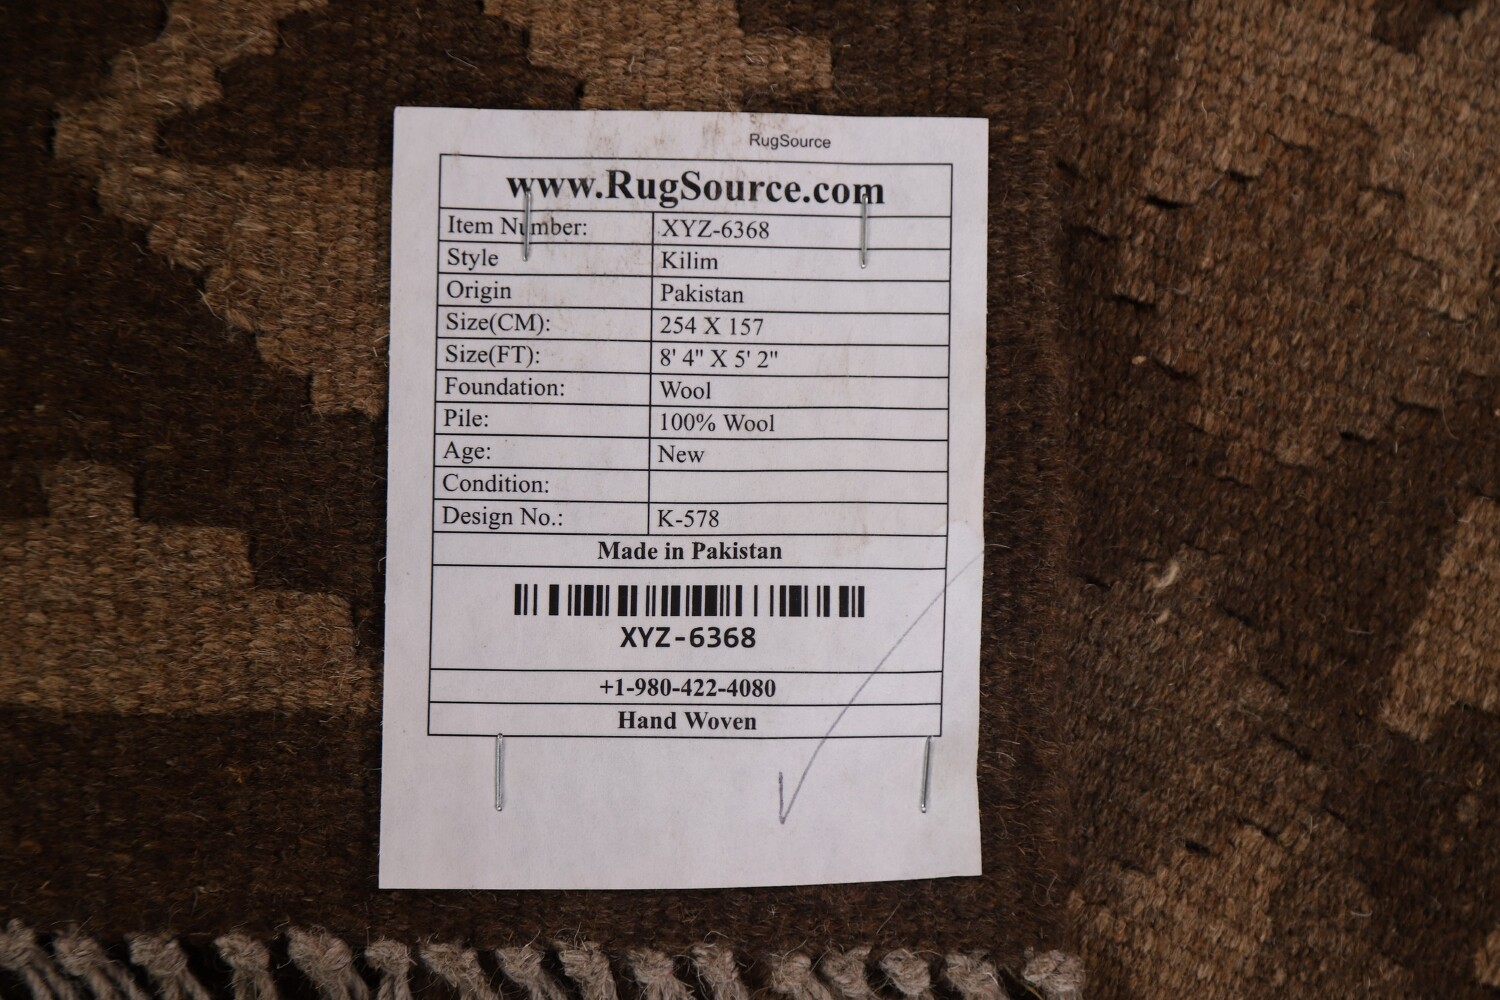 RugSource
www.RugSource.com
Item Number: XYZ-6368
Style Kilim
Origin Pakistan
Size(CM): 254 X 157
Size(FT): 8' 4" X 5' 2"
Foundation: Wool
Pile: 100% Wool
Age: New
Condition:
Design No.: K-578
Made in Pakistan
XYZ-6368
+1-980-422-4080
Hand Woven